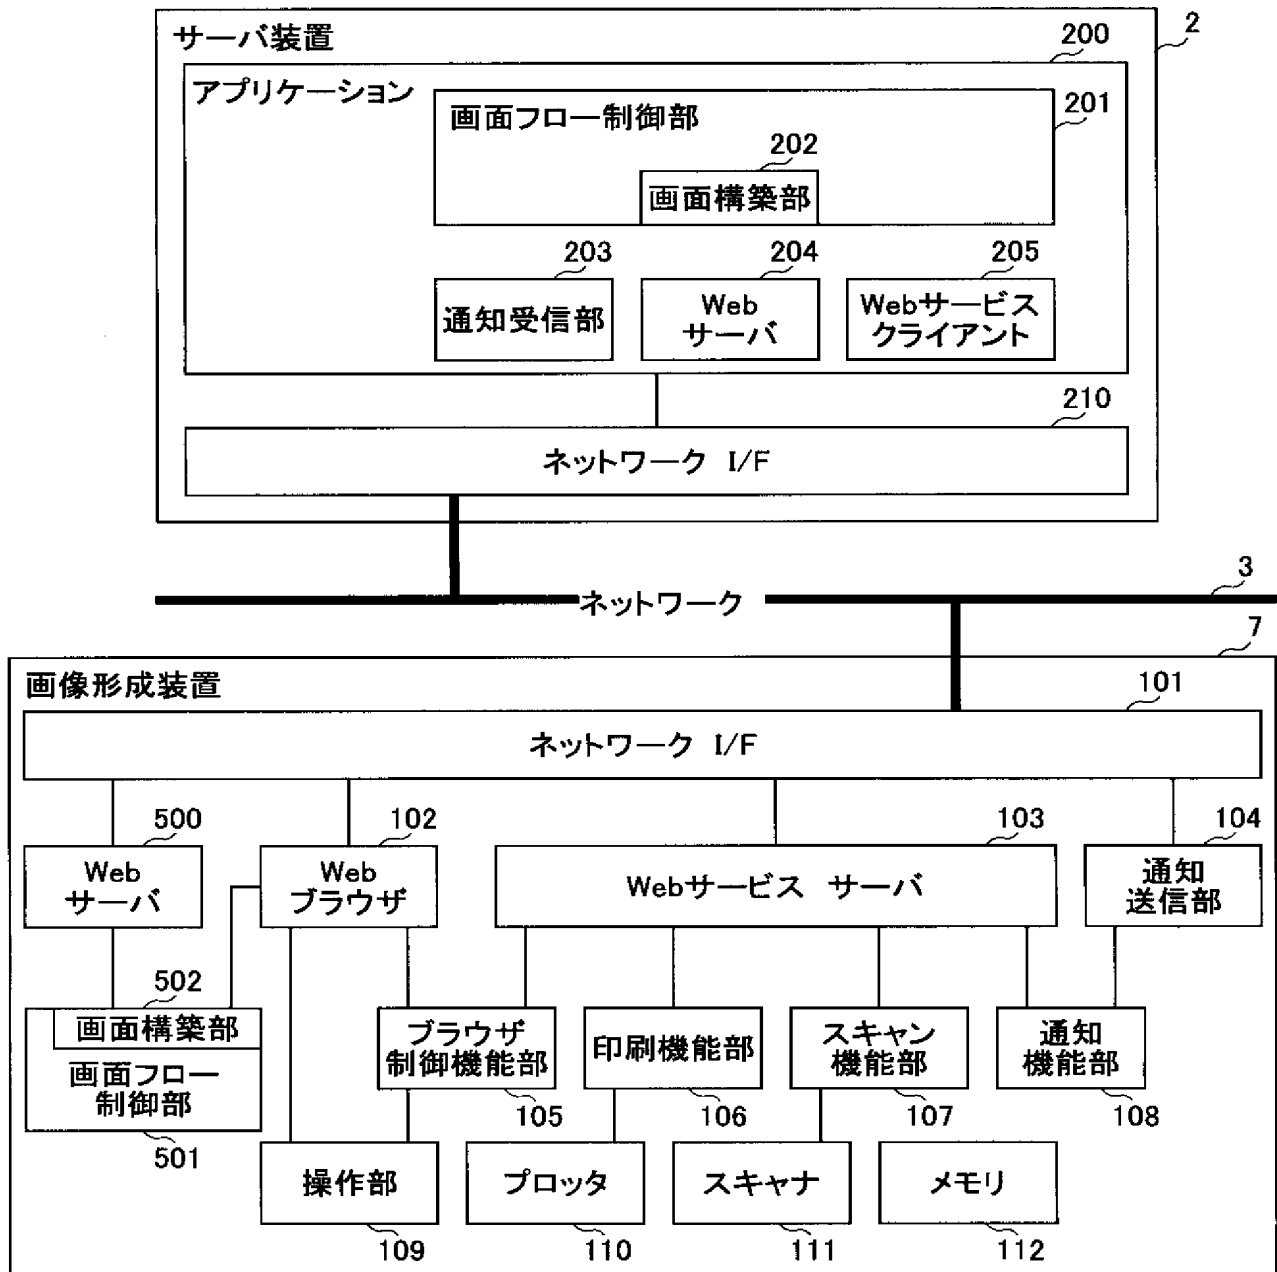 2
サーバ装置
200
アプリケーション
201
画面フロー制御部
202
画面構築部
203
204
205
通知受信部
Web
サーバ
Webサービス
クライアント
210
ネットワーク I/F
3
ネットワーク
7
画像形成装置
101
ネットワーク I/F
500
102
103
104
Web
サーバ
Web
ブラウザ
Webサービス サーバ
通知
送信部
502
画面構築部
画面フロー
制御部
501
ブラウザ
制御機能部
105
印刷機能部
106
スキャン
機能部
107
通知
機能部
108
操作部
109
プロッタ
110
スキャナ
111
メモリ
112